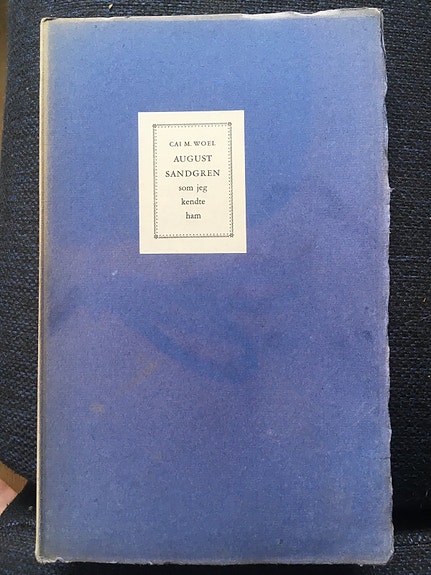 CAI M. WOEL
AUGUST
SANDGREN
som jeg
kendte
ham